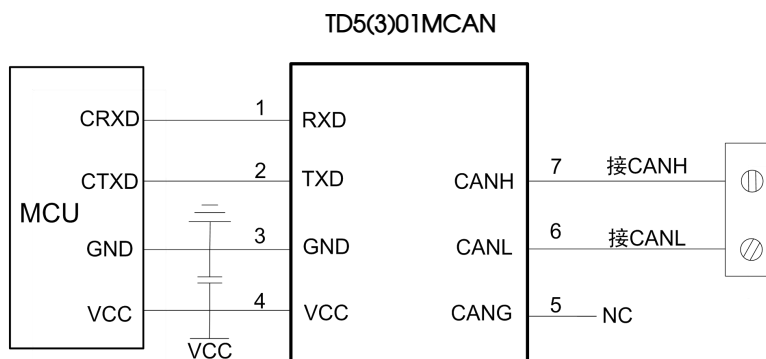 TD5(3)01MCAN
CRXD 1 RXD
CTXD 2 TXD CANH 7 接CANH
MCU
GND 3 GND CANL 6 接CANL
VCC 4 VCC CANG 5 NC
VCC